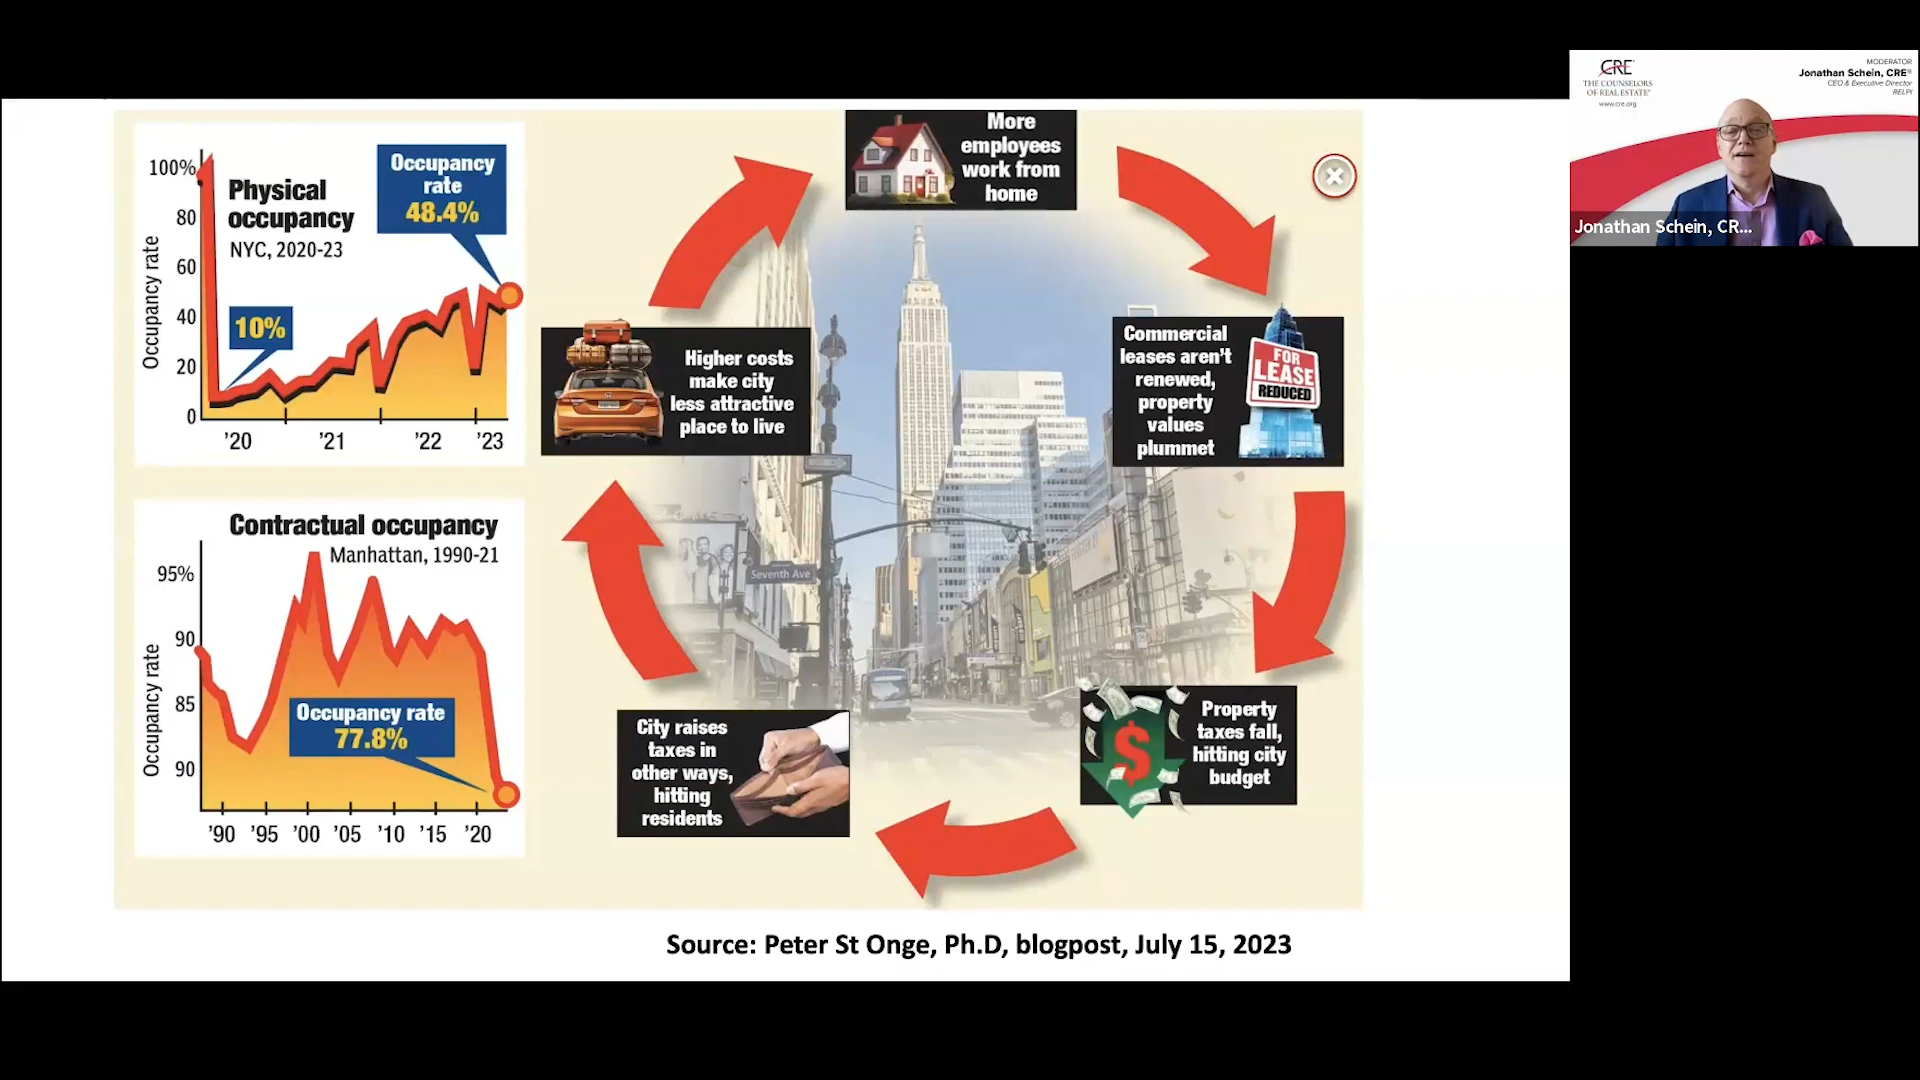 100%
80
60
40
20
0
Occupancy rate
Physical
occupancy
NYC, 2020-23
Occupancy
rate
48.4%
10%
'20 '21 '22 '23
Contractual occupancy
Manhattan, 1990-21
95%
90
85
90
Occupancy rate
Occupancy rate
77.8%
'90 '95 '00 '05 '10 '15 '20
More
employees
work from
home
Commercial
leases aren't
renewed,
property
values
plummet
FOR
LEASE
REDUCED
Property
taxes fall,
hitting city
budget
$
City raises
taxes in
other ways,
hitting
residents
Higher costs
make city
less attractive
place to live
Seventh Ave
Source: Peter St Onge, Ph.D, blogpost, July 15, 2023
CRE®
THE COUNSELORS
OF REAL ESTATE®
www.cre.org
MODERATOR
Jonathan Schein, CRE®
CEO & Executive Director
RELPI
Jonathan Schein, CR...